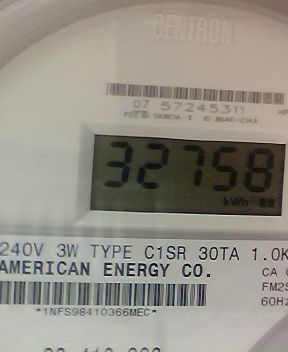 CENTRON®
07 57245311
32758
kWh
240V 3W TYPE C1SR 30TA 1.0K
AMERICAN ENERGY CO.
CA
FM2S
60Hz
*1NFS98410366MEC*